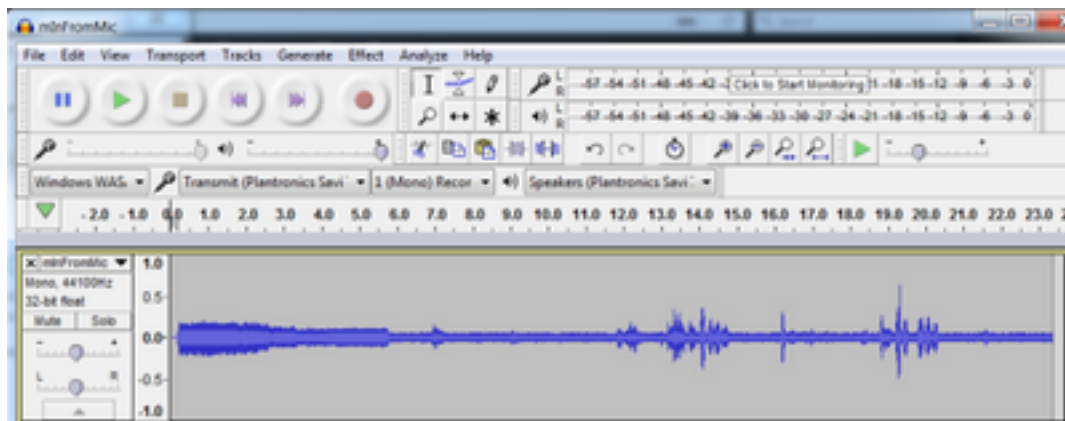 mInFromMic
File Edit View Transport Tracks Generate Effect Analyze Help
L
R
-57 -54 -51 -48 -45 -42 Click to Start Monitoring -18 -15 -12 -9 -6 -3 0
L
R
-57 -54 -51 -48 -45 -42 -39 -36 -33 -30 -27 -24 -21 -18 -15 -12 -9 -6 -3 0
Windows WAS. Transmit (Plantronics Savi 1 (Mono) Recor Speakers (Plantronics Savi
-2.0 -1.0 0.0 1.0 2.0 3.0 4.0 5.0 6.0 7.0 8.0 9.0 10.0 11.0 12.0 13.0 14.0 15.0 16.0 17.0 18.0 19.0 20.0 21.0 22.0 23.0
mInFromMic 1.0
Mono, 44100Hz
32-bit float 0.5
Mute Solo
0.0
- +
L R -0.5
-1.0